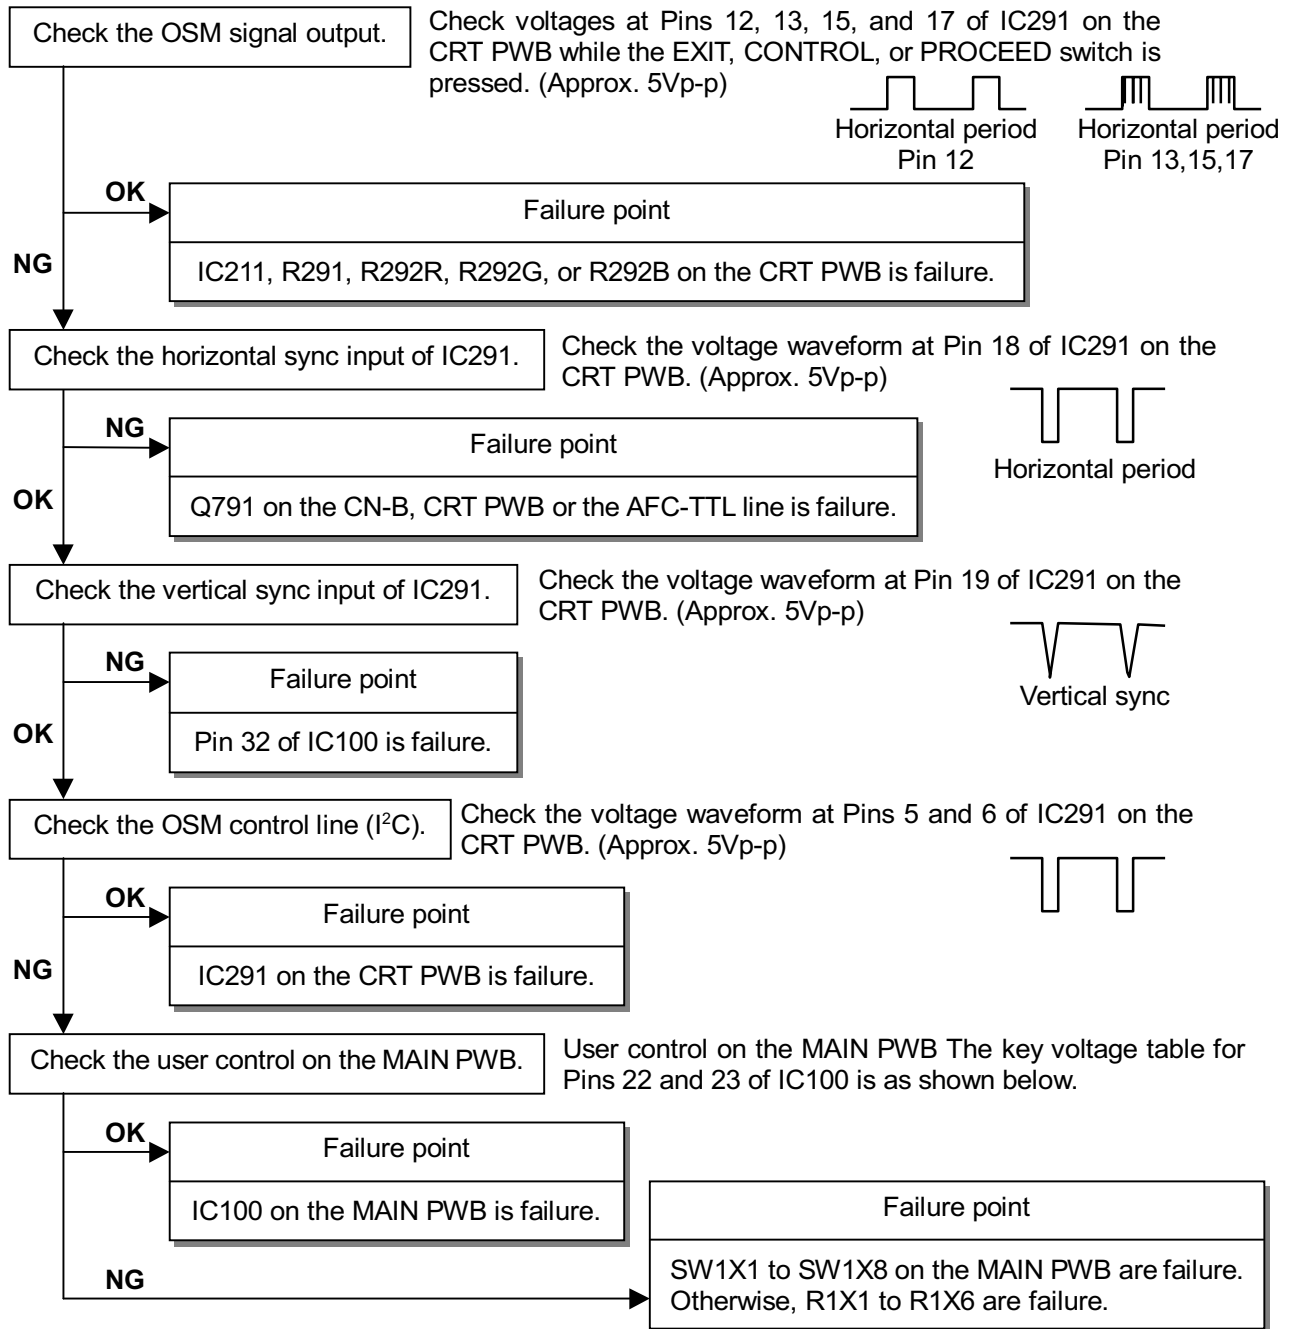 Check the OSM signal output.
Check voltages at Pins 12, 13, 15, and 17 of IC291 on the
CRT PWB while the EXIT, CONTROL, or PROCEED switch is
pressed. (Approx. 5Vp-p)
Horizontal period
Pin 12
Horizontal period
Pin 13,15,17
OK
Failure point
IC211, R291, R292R, R292G, or R292B on the CRT PWB is failure.
NG
Check the horizontal sync input of IC291.
Check the voltage waveform at Pin 18 of IC291 on the
CRT PWB. (Approx. 5Vp-p)
Horizontal period
NG
Failure point
Q791 on the CN-B, CRT PWB or the AFC-TTL line is failure.
OK
Check the vertical sync input of IC291.
Check the voltage waveform at Pin 19 of IC291 on the
CRT PWB. (Approx. 5Vp-p)
Vertical sync
NG
Failure point
Pin 32 of IC100 is failure.
OK
Check the OSM control line (I²C).
Check the voltage waveform at Pins 5 and 6 of IC291 on the
CRT PWB. (Approx. 5Vp-p)
OK
Failure point
IC291 on the CRT PWB is failure.
NG
Check the user control on the MAIN PWB.
User control on the MAIN PWB The key voltage table for
Pins 22 and 23 of IC100 is as shown below.
OK
Failure point
IC100 on the MAIN PWB is failure.
NG
Failure point
SW1X1 to SW1X8 on the MAIN PWB are failure.
Otherwise, R1X1 to R1X6 are failure.